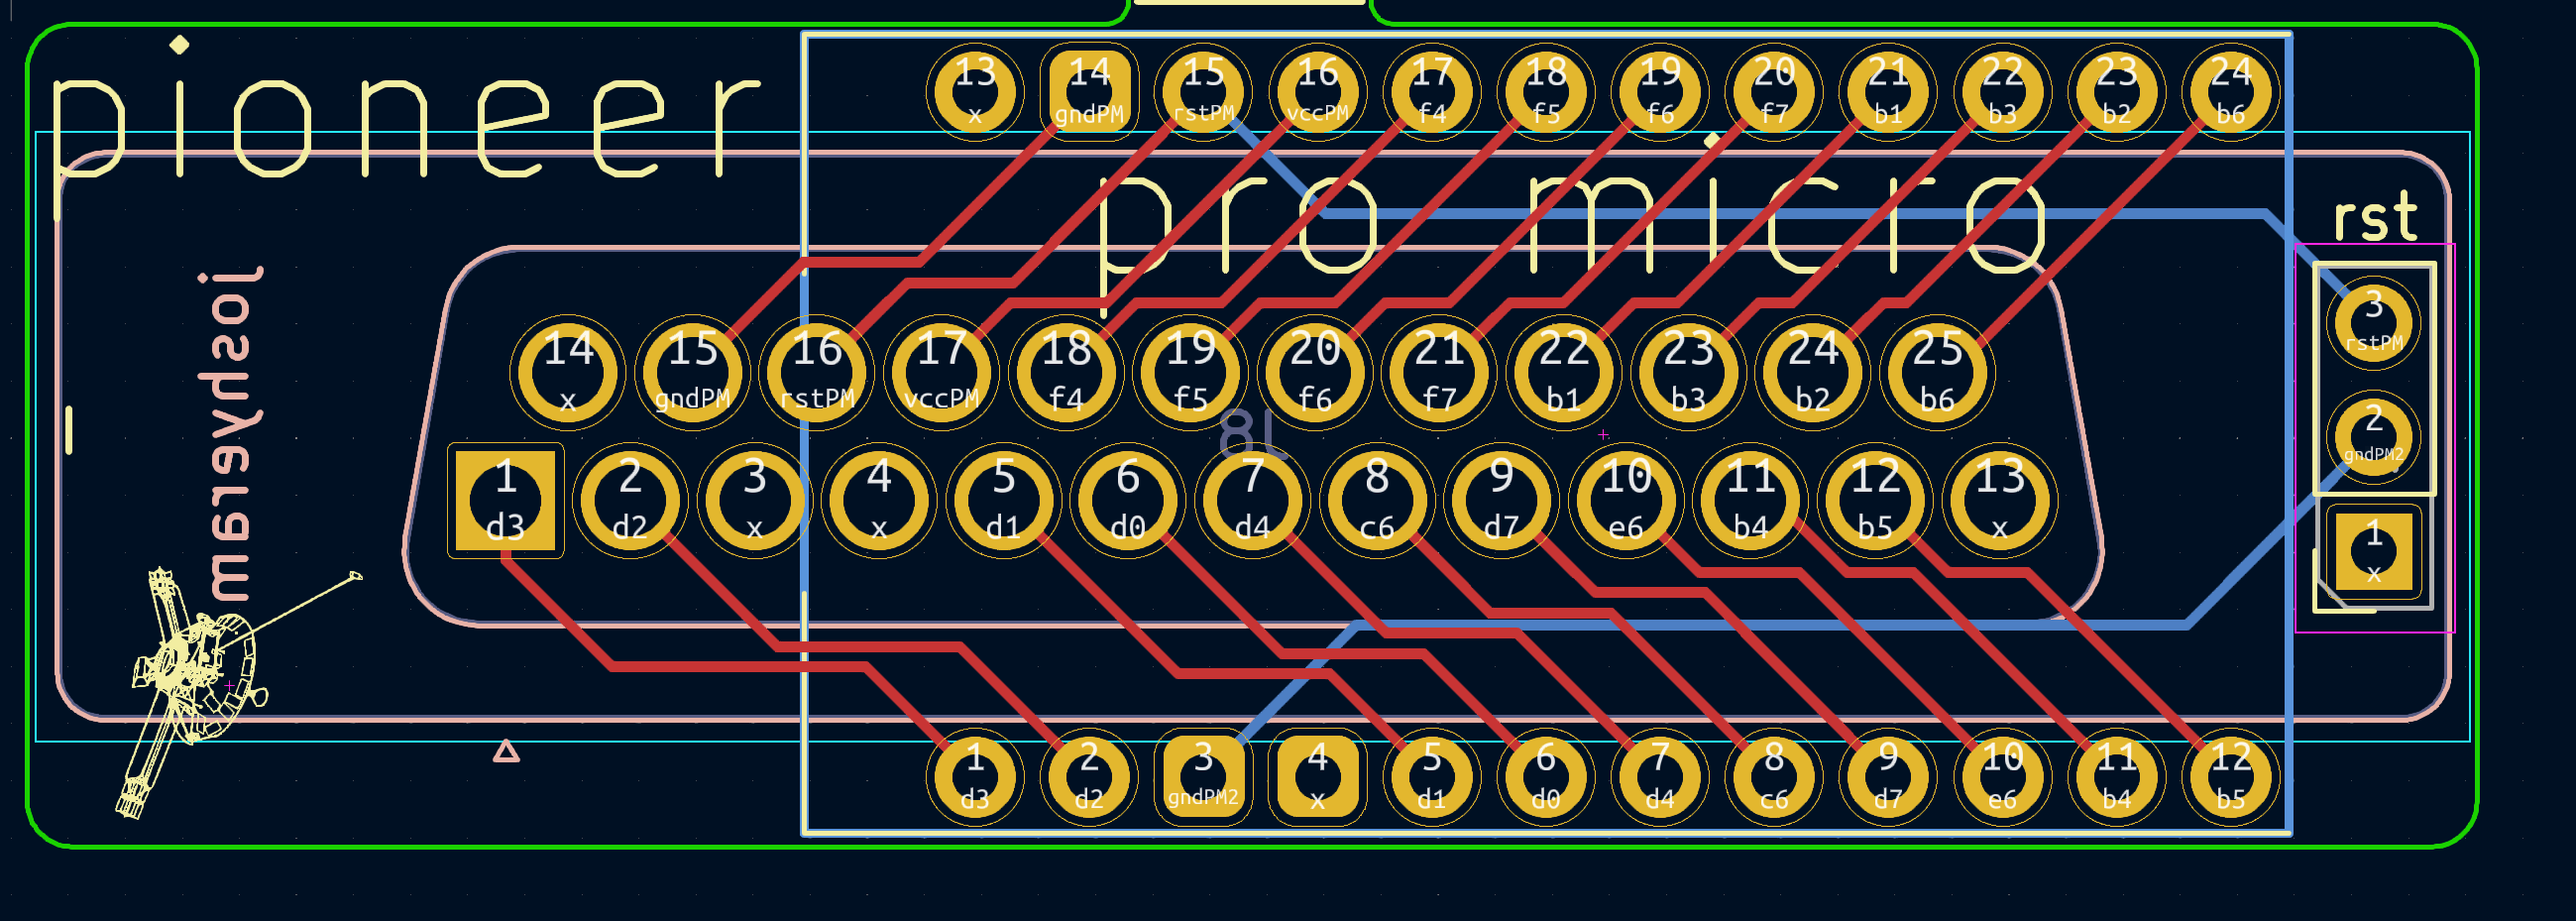 pioneer
13 14 15 16 17 18 19 20 21 22 23 24
x gndPM rstPM vccPM f4 f5 f6 f7 b1 b3 b2 b6
pro micro
rst
joshyeram
3
rstPM
14 15 16 17 18 19 20 21 22 23 24 25
x gndPM rstPM vccPM f4 f5 f6 f7 b1 b3 b2 b6
J8
2
gndPM2
1 2 3 4 5 6 7 8 9 10 11 12 13
d3 d2 x x d1 d0 d4 c6 d7 e6 b4 b5 x
1
x
1 2 3 4 5 6 7 8 9 10 11 12
d3 d2 gndPM2 x d1 d0 d4 c6 d7 e6 b4 b5